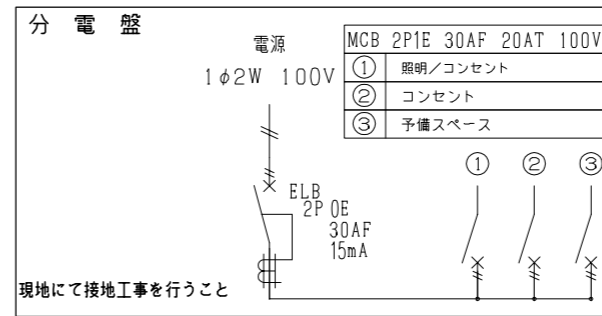 分 電 盤
電源
1φ2W 100V
MCB 2P1E 30AF 20AT 100V
① 照明/コンセント
② コンセント
③ 予備スペース
① ② ③
ELB
2P 0E
30AF
15mA
現地にて接地工事を行うこと